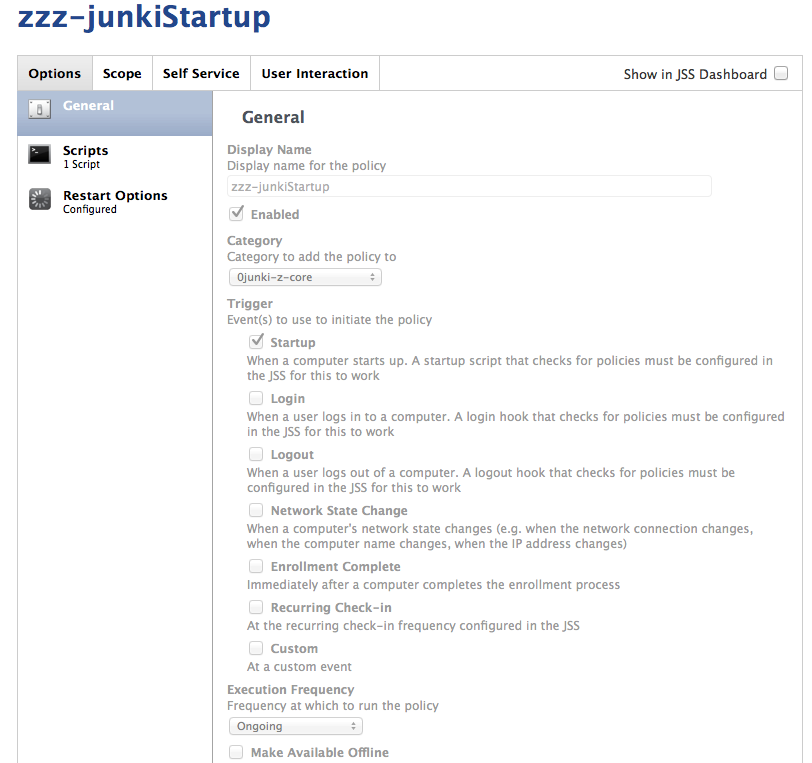 zzz-junkiStartup
Options Scope Self Service User Interaction Show in JSS Dashboard
General
Scripts
1 Script
Restart Options
Configured
General
Display Name
Display name for the policy
zzz-junkiStartup
Enabled
Category
Category to add the policy to
0junki-z-core
Trigger
Event(s) to use to initiate the policy
Startup
When a computer starts up. A startup script that checks for policies must be configured in
the JSS for this to work
Login
When a user logs in to a computer. A login hook that checks for policies must be configured
in the JSS for this to work
Logout
When a user logs out of a computer. A logout hook that checks for policies must be
configured in the JSS for this to work
Network State Change
When a computer's network state changes (e.g. when the network connection changes,
when the computer name changes, when the IP address changes)
Enrollment Complete
Immediately after a computer completes the enrollment process
Recurring Check-in
At the recurring check-in frequency configured in the JSS
Custom
At a custom event
Execution Frequency
Frequency at which to run the policy
Ongoing
Make Available Offline